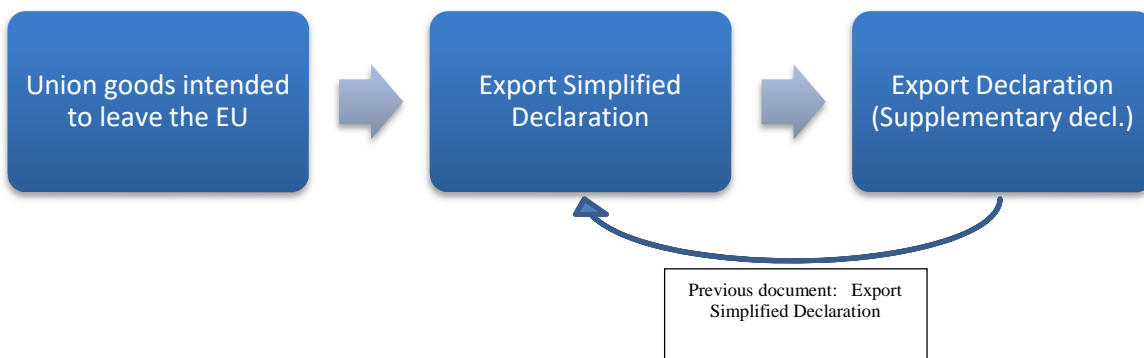 Union goods intended
to leave the EU
Export Simplified
Declaration
Export Declaration
(Supplementary decl.)
Previous document: Export
Simplified Declaration